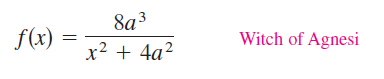 f(x) = 8a³ / (x² + 4a²) Witch of Agnesi